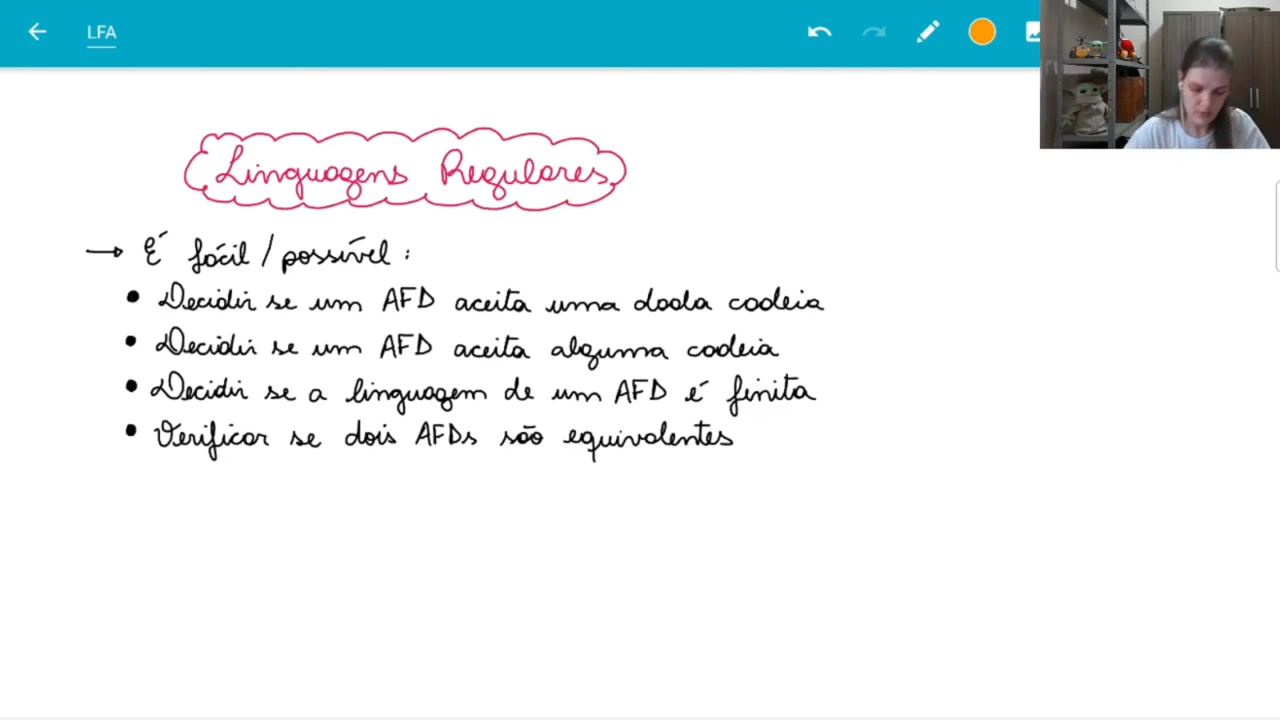 LFA
Linguagens Regulares
→ É fácil / possível :
• Decidir se um AFD aceita uma dada cadeia
• Decidir se um AFD aceita alguma cadeia
• Decidir se a linguagem de um AFD é finita
• Verificar se dois AFDs são equivalentes